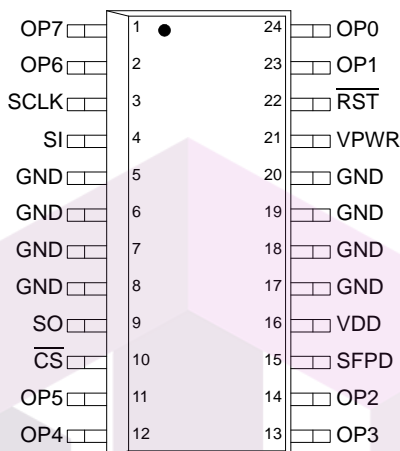 OP7 1 24 OP0
OP6 2 23 OP1
SCLK 3 22 R̅S̅T̅
SI 4 21 VPWR
GND 5 20 GND
GND 6 19 GND
GND 7 18 GND
GND 8 17 GND
SO 9 16 VDD
C̅S̅ 10 15 SFPD
OP5 11 14 OP2
OP4 12 13 OP3